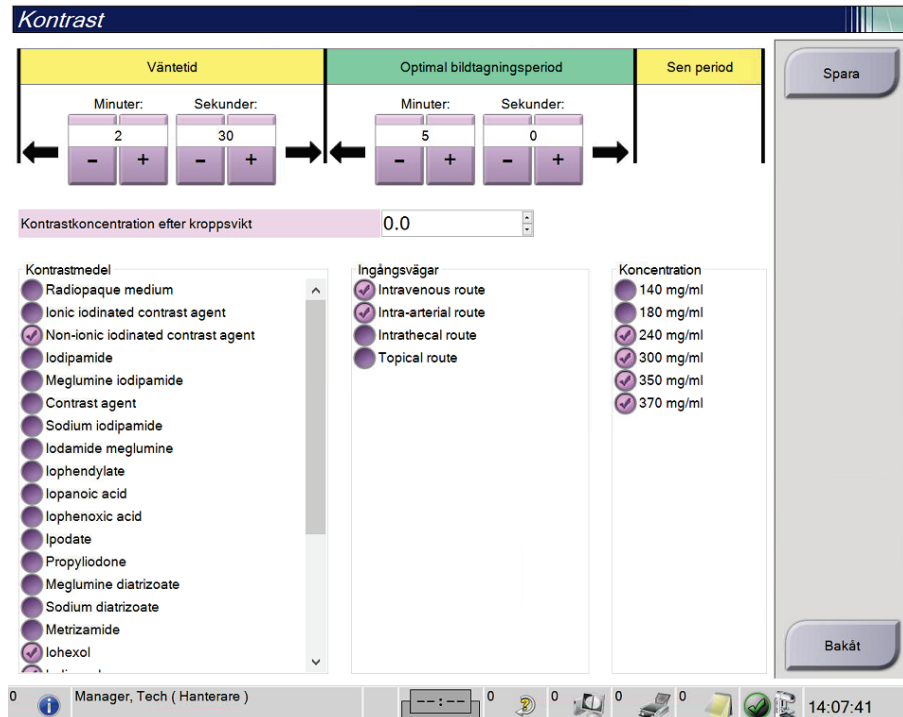 Kontrast
Väntetid
Optimal bildtagningsperiod
Sen period
Spara
Minuter:
Sekunder:
Minuter:
Sekunder:
2
30
5
0
- + - + - + - +
Kontrastkoncentration efter kroppsvikt
0.0
Kontrastmedel
Radiopaque medium
Ionic iodinated contrast agent
Non-ionic iodinated contrast agent
Iodipamide
Meglumine iodipamide
Contrast agent
Sodium iodipamide
Iodamide meglumine
Iophendylate
Iopanoic acid
Iophenoxic acid
Ipodate
Propyliodone
Meglumine diatrizoate
Sodium diatrizoate
Metrizamide
Iohexol
Ingångsvägar
Intravenous route
Intra-arterial route
Intrathecal route
Topical route
Koncentration
140 mg/ml
180 mg/ml
240 mg/ml
300 mg/ml
350 mg/ml
370 mg/ml
Bakåt
0
Manager, Tech ( Hanterare )
--:--
0
0
0
0
14:07:41